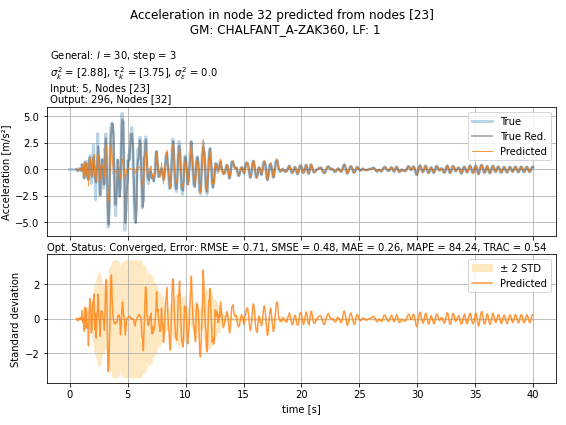 Acceleration in node 32 predicted from nodes [23]
GM: CHALFANT_A-ZAK360, LF: 1
General: l = 30, step = 3
σ²ₖ = [2.88], τ²ₖ = [3.75], σ²ε = 0.0
Input: 5, Nodes [23]
Output: 296, Nodes [32]
Acceleration [m/s²]
5.0
2.5
0.0
−2.5
−5.0
True
True Red.
Predicted
Opt. Status: Converged, Error: RMSE = 0.71, SMSE = 0.48, MAE = 0.26, MAPE = 84.24, TRAC = 0.54
Standard deviation
2
0
−2
± 2 STD
Predicted
0 5 10 15 20 25 30 35 40
time [s]